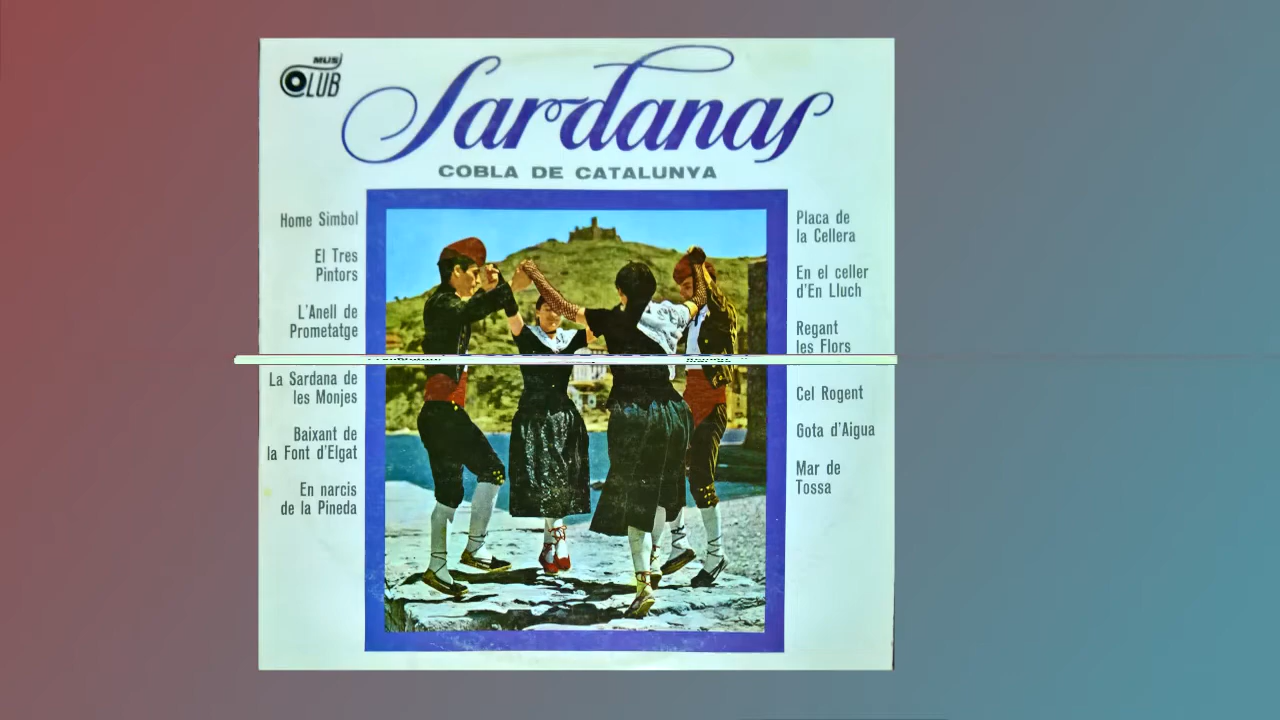 MUSI
CLUB
Sardanas
COBLA DE CATALUNYA
Home Simbol
El Tres
Pintors
L'Anell de
Prometatge
La Sardana de
les Monjes
Baixant de
la Font d'Elgat
En narcis
de la Pineda
Placa de
la Cellera
En el celler
d'En Lluch
Regant
les Flors
Cel Rogent
Gota d'Aigua
Mar de
Tossa